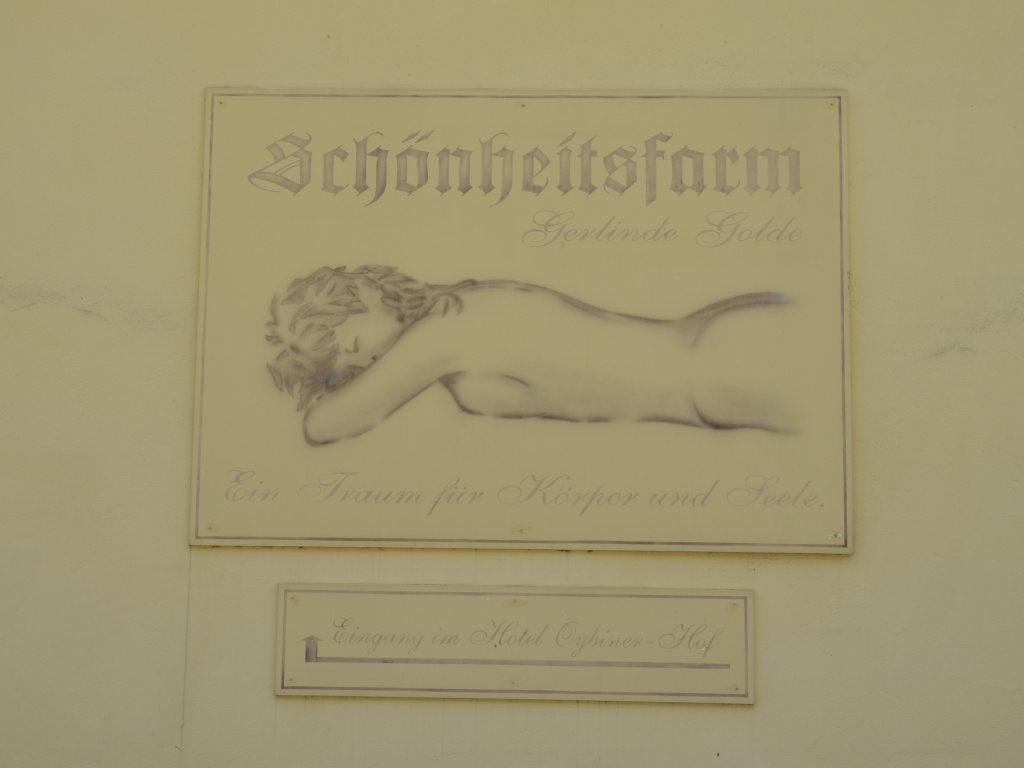 Schönheitsfarm
Gerlinde Golde
Ein Traum für Körper und Seele.
Eingang im Hotel Oybiner-Hof